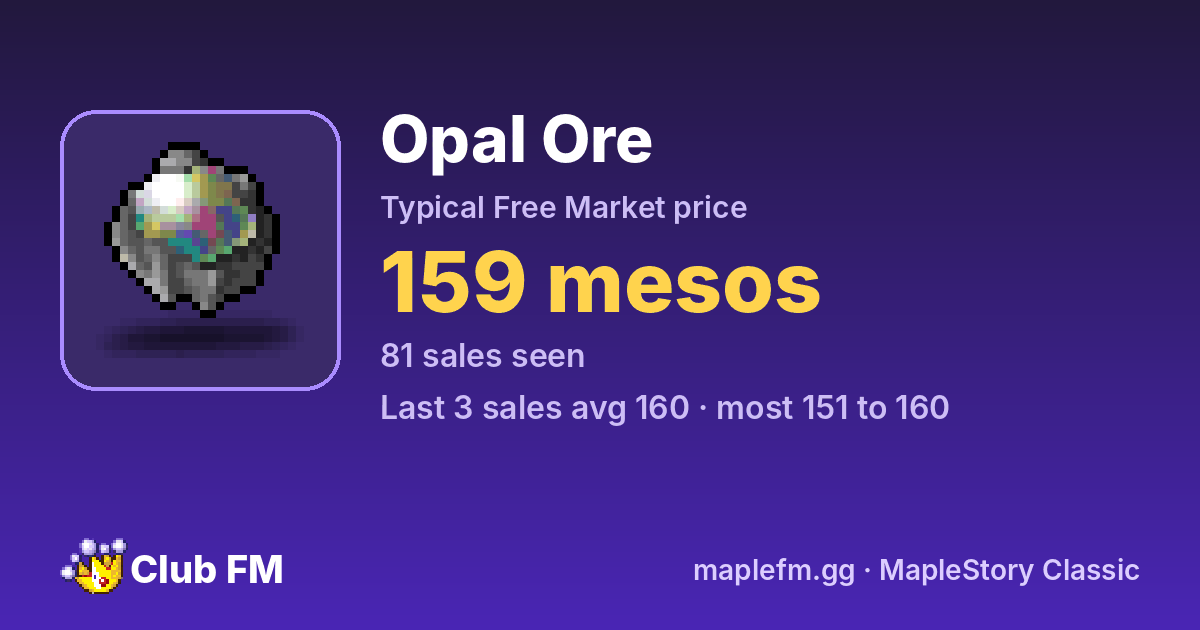 Opal Ore
Typical Free Market price
159 mesos
81 sales seen
Last 3 sales avg 160 · most 151 to 160
Club FM
maplefm.gg · MapleStory Classic